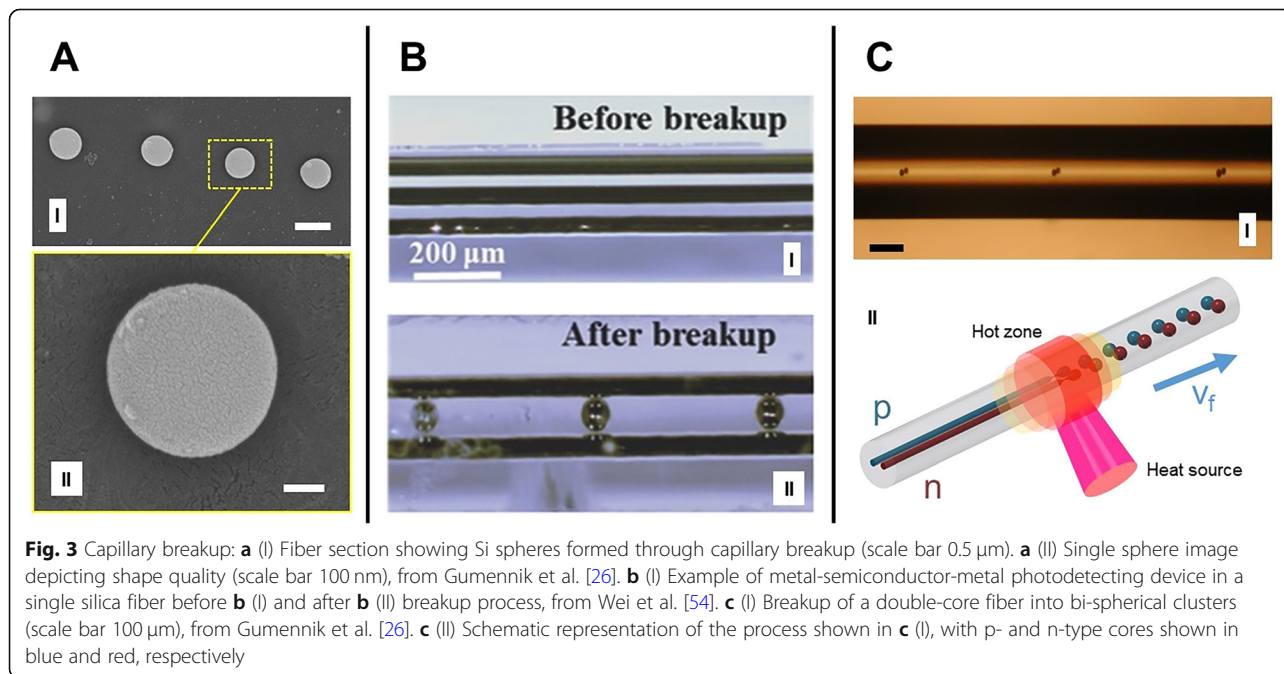 A
I
II
B
Before breakup
200 µm
I
After breakup
II
C
I
II
Hot zone
p
n
Vf
Heat source
Fig. 3 Capillary breakup: a (I) Fiber section showing Si spheres formed through capillary breakup (scale bar 0.5 µm). a (II) Single sphere image
depicting shape quality (scale bar 100 nm), from Gumennik et al. [26]. b (I) Example of metal-semiconductor-metal photodetecting device in a
single silica fiber before b (I) and after b (II) breakup process, from Wei et al. [54]. c (I) Breakup of a double-core fiber into bi-spherical clusters
(scale bar 100 µm), from Gumennik et al. [26]. c (II) Schematic representation of the process shown in c (I), with p- and n-type cores shown in
blue and red, respectively